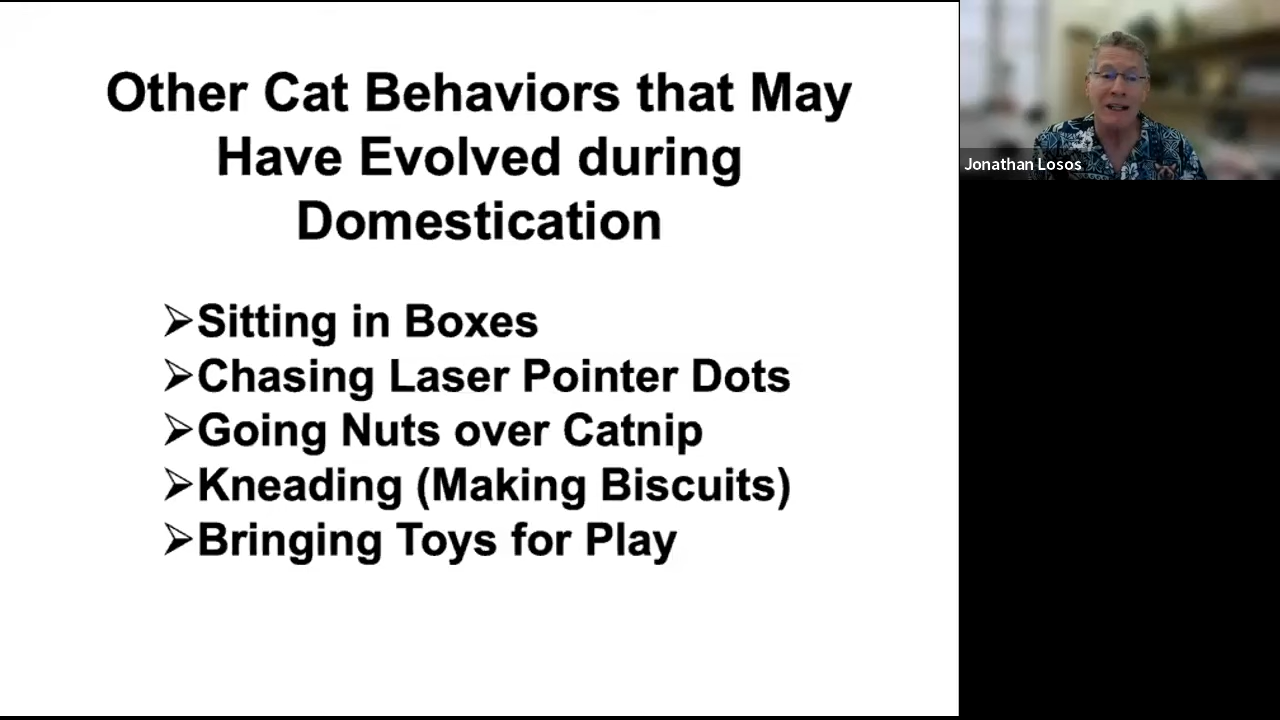 Other Cat Behaviors that May
Have Evolved during
Domestication
➢Sitting in Boxes
➢Chasing Laser Pointer Dots
➢Going Nuts over Catnip
➢Kneading (Making Biscuits)
➢Bringing Toys for Play
Jonathan Losos